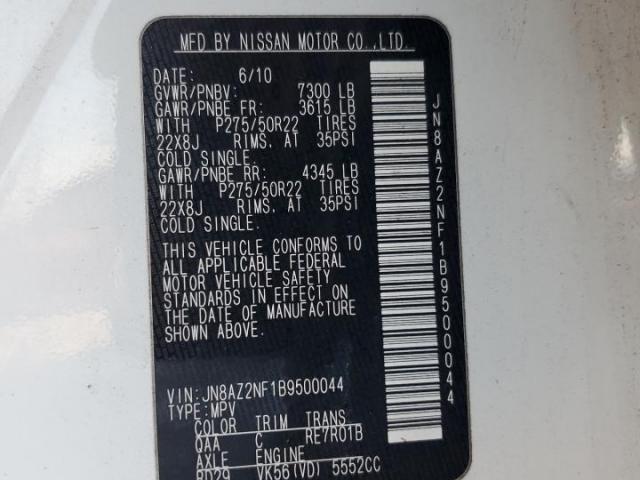 MFD BY NISSAN MOTOR CO.,LTD.
DATE: 6/10
GVWR/PNBV: 7300 LB
GAWR/PNBE FR: 3615 LB
WITH P275/50R22 TIRES
22X8J RIMS, AT 35PSI
COLD SINGLE.
GAWR/PNBE RR: 4345 LB
WITH P275/50R22 TIRES
22X8J RIMS, AT 35PSI
COLD SINGLE.
THIS VEHICLE CONFORMS TO
ALL APPLICABLE FEDERAL
MOTOR VEHICLE SAFETY
STANDARDS IN EFFECT ON
THE DATE OF MANUFACTURE
SHOWN ABOVE.
VIN: JN8AZ2NF1B9500044
TYPE: MPV
COLOR TRIM TRANS
QAA C RE7R01B
AXLE ENGINE
RD29 VK56(VD) 5552CC
JN8AZ2NF1B9500044